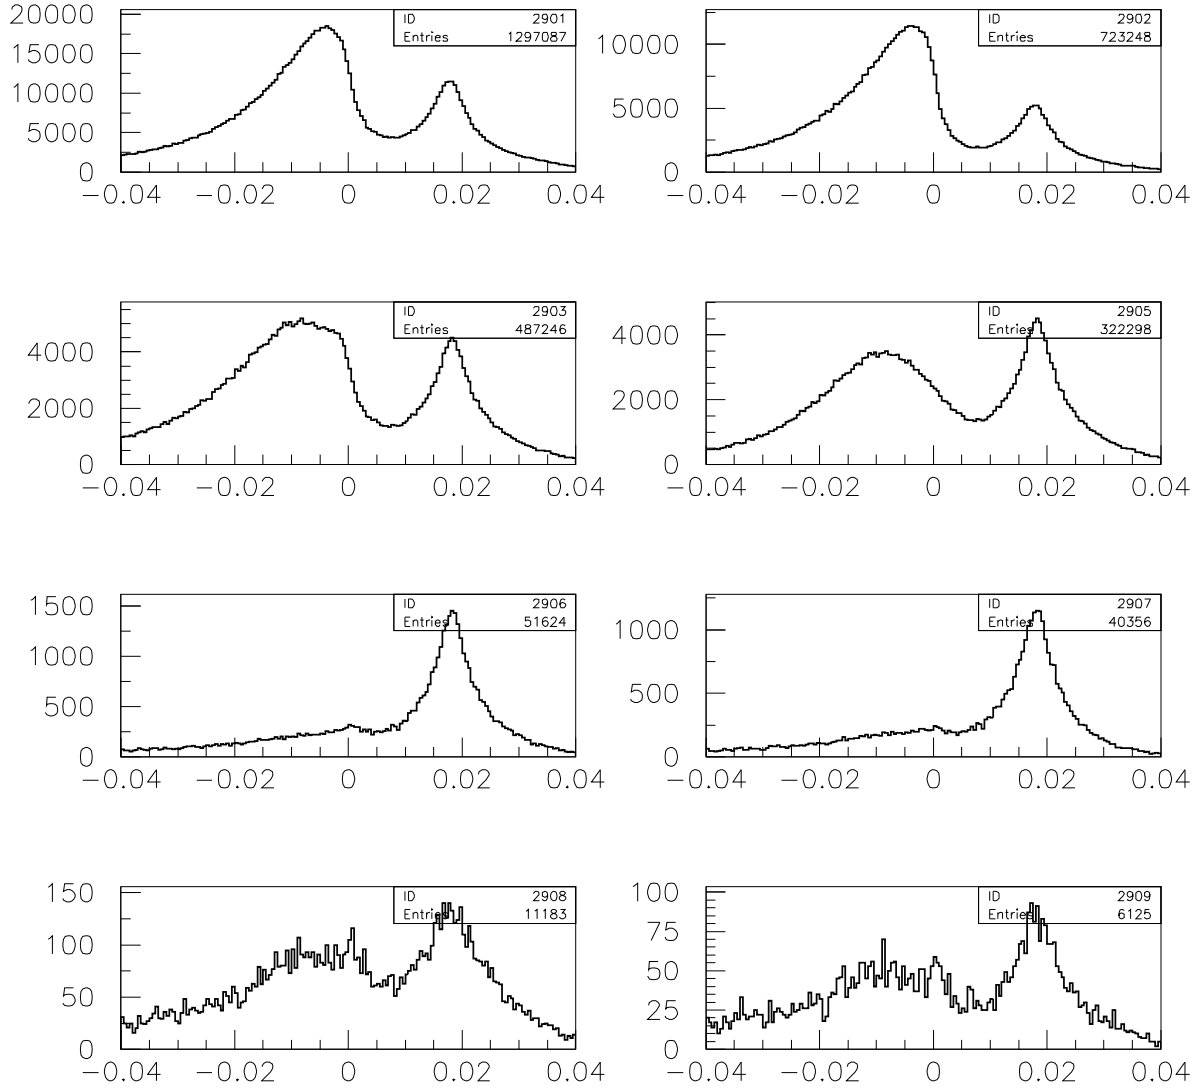 20000
15000
10000
5000
0
ID 2901
Entries 1297087
−0.04 −0.02 0 0.02 0.04
10000
5000
0
ID 2902
Entries 723248
−0.04 −0.02 0 0.02 0.04
4000
2000
0
ID 2903
Entries 487246
−0.04 −0.02 0 0.02 0.04
4000
2000
0
ID 2905
Entries 322298
−0.04 −0.02 0 0.02 0.04
1500
1000
500
0
ID 2906
Entries 51624
−0.04 −0.02 0 0.02 0.04
1000
500
0
ID 2907
Entries 40356
−0.04 −0.02 0 0.02 0.04
150
100
50
0
ID 2908
Entries 11183
−0.04 −0.02 0 0.02 0.04
100
75
50
25
0
ID 2909
Entries 6125
−0.04 −0.02 0 0.02 0.04